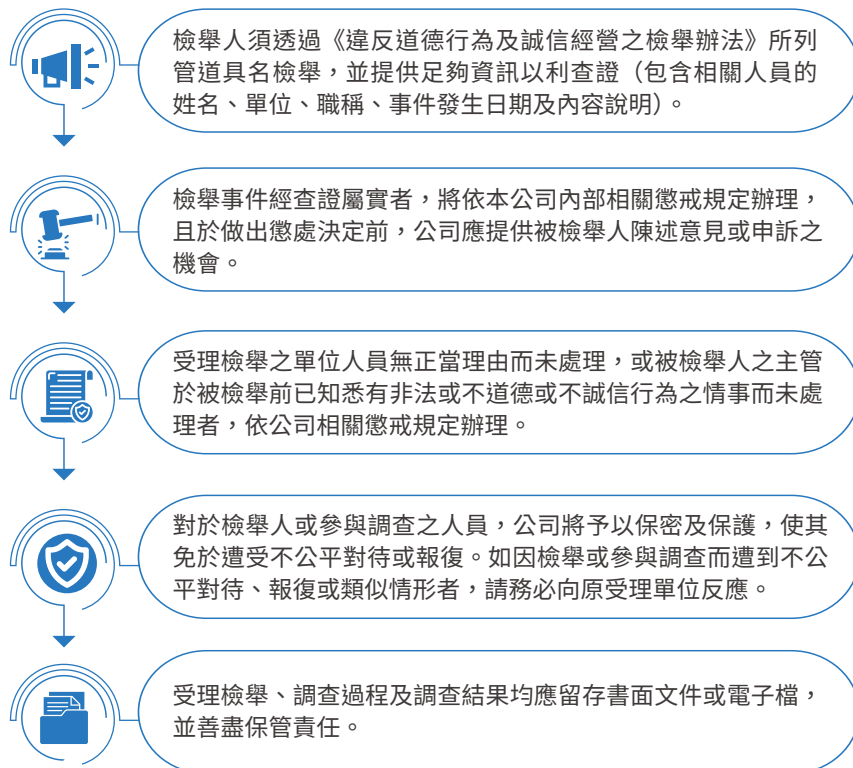 檢舉人須透過《違反道德行為及誠信經營之檢舉辦法》所列
管道具名檢舉，並提供足夠資訊以利查證（包含相關人員的
姓名、單位、職稱、事件發生日期及內容說明）。
檢舉事件經查證屬實者，將依本公司內部相關懲戒規定辦理，
且於做出懲處決定前，公司應提供被檢舉人陳述意見或申訴之
機會。
受理檢舉之單位人員無正當理由而未處理，或被檢舉人之主管
於被檢舉前已知悉有非法或不道德或不誠信行為之情事而未處
理者，依公司相關懲戒規定辦理。
對於檢舉人或參與調查之人員，公司將予以保密及保護，使其
免於遭受不公平對待或報復。如因檢舉或參與調查而遭到不公
平對待、報復或類似情形者，請務必向原受理單位反應。
受理檢舉、調查過程及調查結果均應留存書面文件或電子檔，
並善盡保管責任。